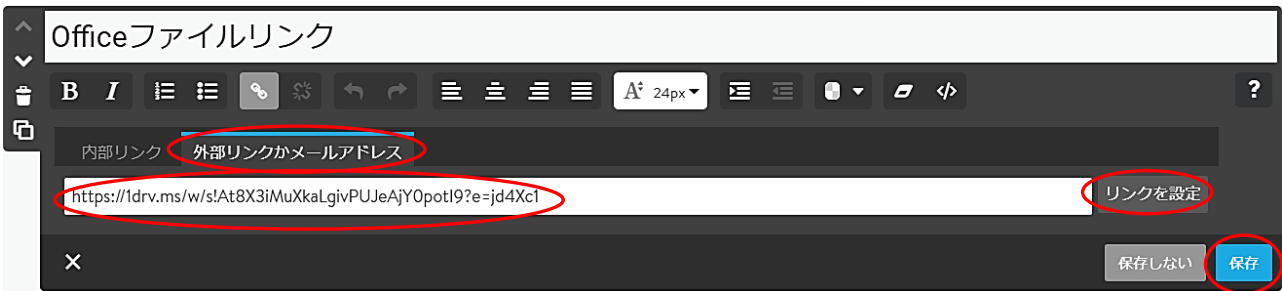 Officeファイルリンク
B I A 24px </> ?
内部リンク 外部リンクかメールアドレス
https://1drv.ms/w/s!At8X3iMuXkaLgivPUJeAjY0potI9?e=jd4Xc1 リンクを設定
保存しない 保存